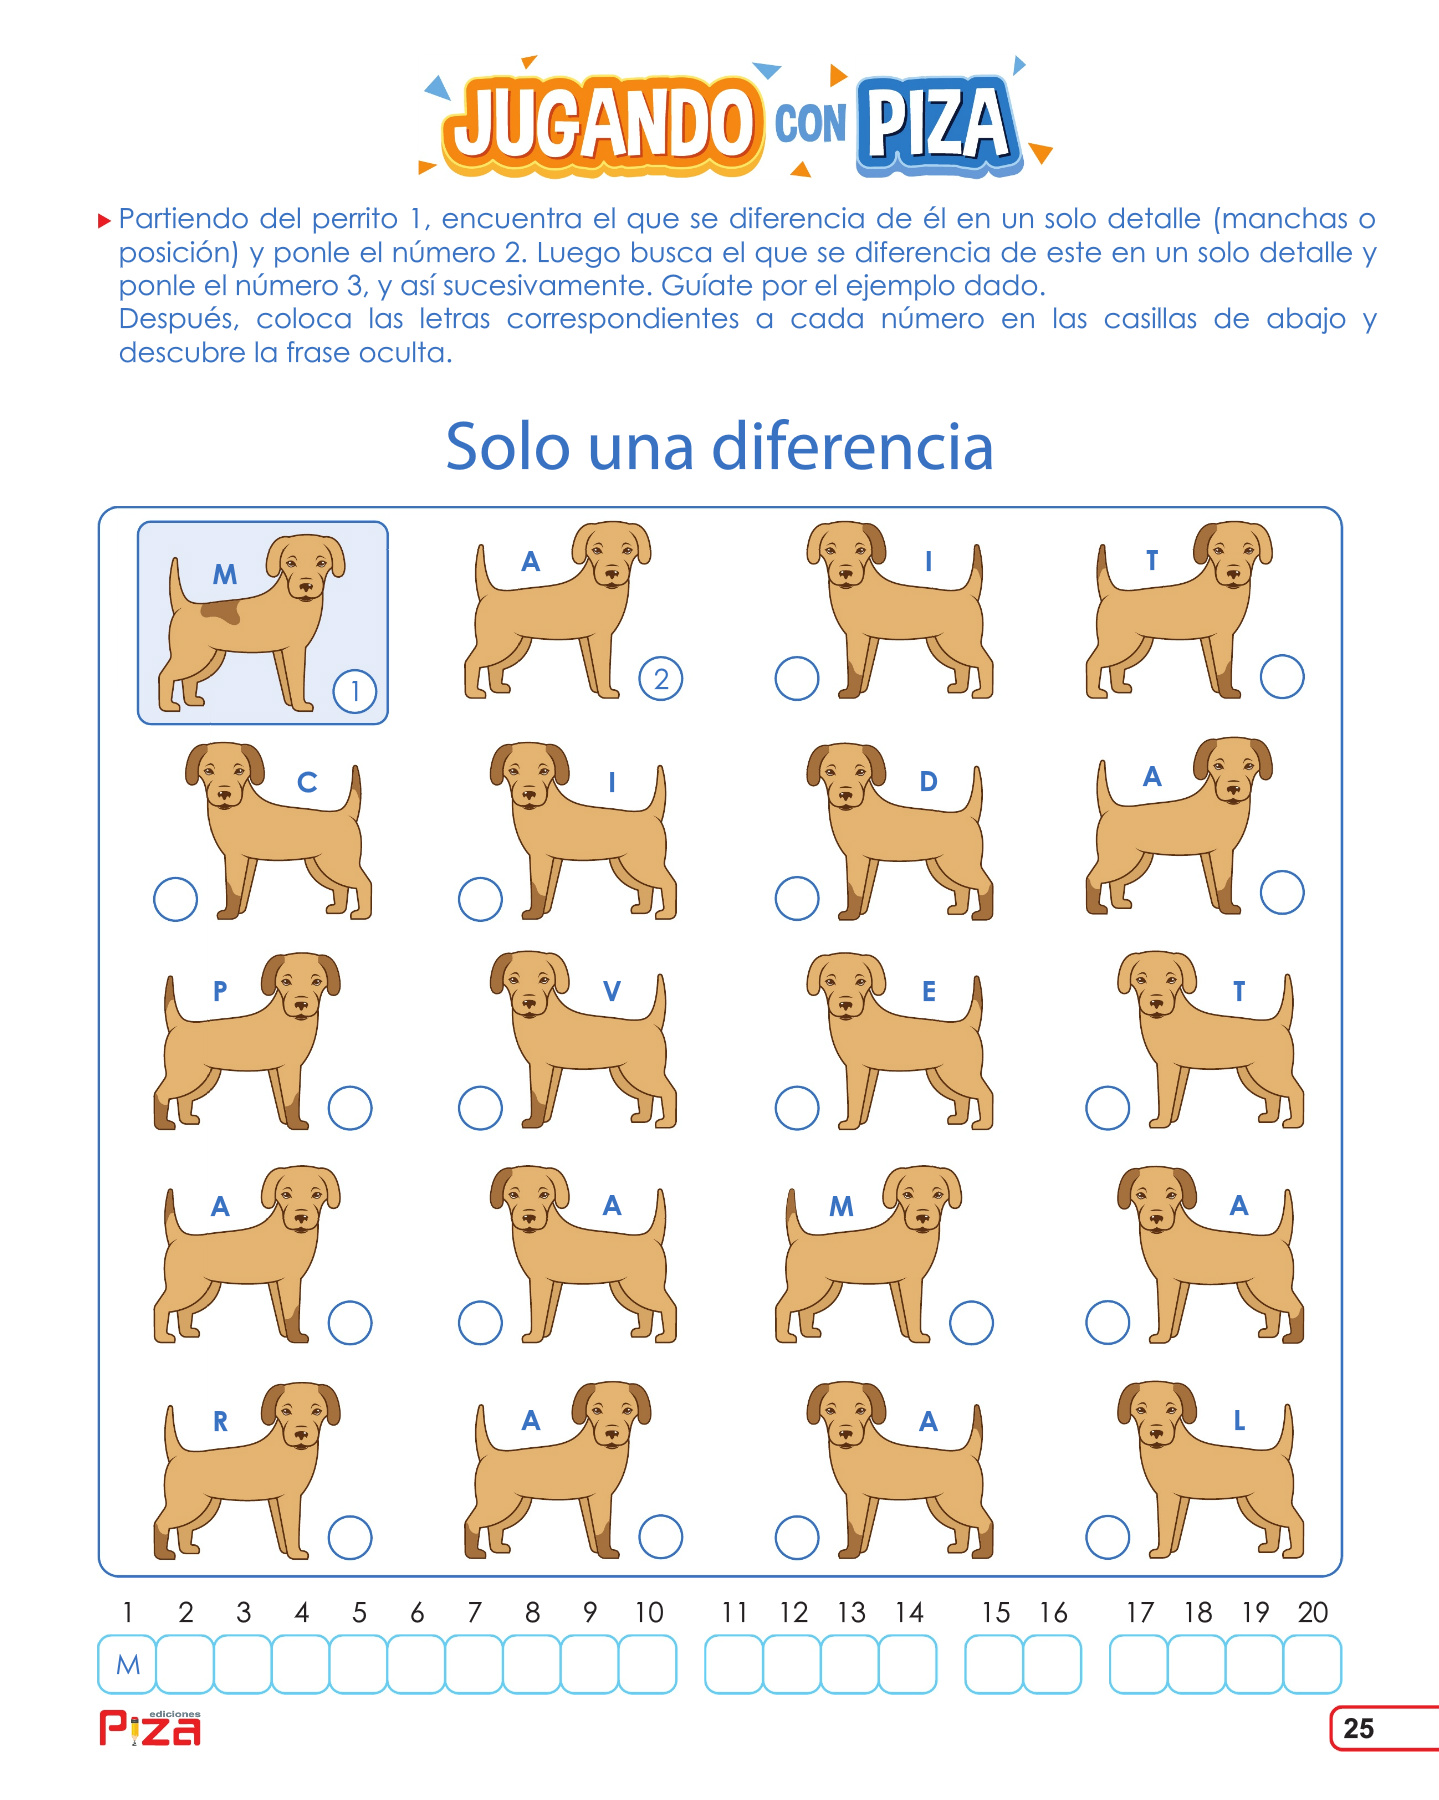 JUGANDO CON PIZA
Partiendo del perrito 1, encuentra el que se diferencia de él en un solo detalle (manchas o
posición) y ponle el número 2. Luego busca el que se diferencia de este en un solo detalle y
ponle el número 3, y así sucesivamente. Guíate por el ejemplo dado.
Después, coloca las letras correspondientes a cada número en las casillas de abajo y
descubre la frase oculta.
Solo una diferencia
M A I T
1 2
C I D A
P V E T
A A M A
R A A L
1 2 3 4 5 6 7 8 9 10 11 12 13 14 15 16 17 18 19 20
M
ediciones
Piza
25